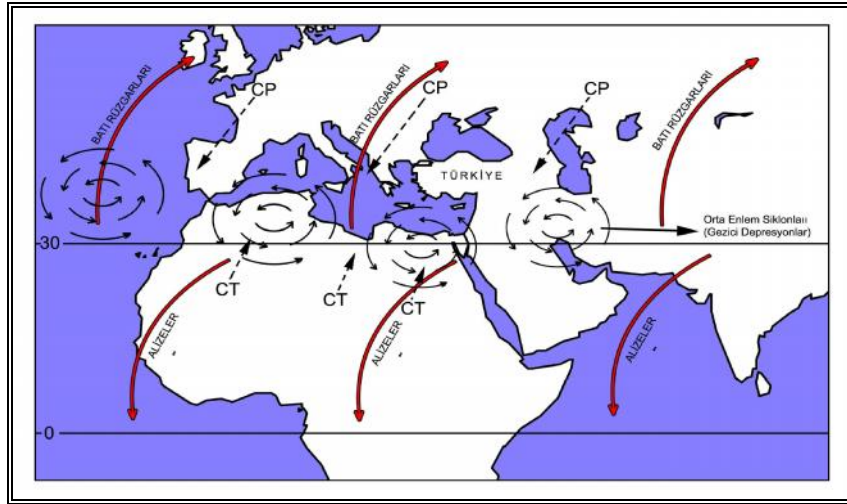 BATI RÜZGARLARI
CP
BATI RÜZGARLARI
CP
CP
BATI RÜZGARLARI
TÜRKİYE
Orta Enlem Siklonlaıı
(Gezici Depresyonlar)
30
CT
CT
CT
ALİZELER
ALİZELER
ALİZELER
0